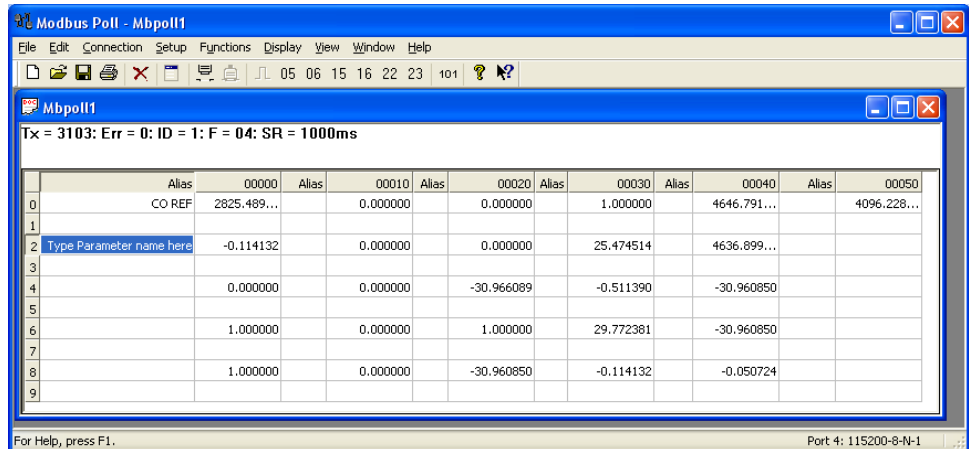 Modbus Poll - Mbpoll1
File Edit Connection Setup Functions Display View Window Help
05 06 15 16 22 23 101
Mbpoll1
Tx = 3103: Err = 0: ID = 1: F = 04: SR = 1000ms
Alias 00000 Alias 00010 Alias 00020 Alias 00030 Alias 00040 Alias 00050
0 CO REF 2825.489... 0.000000 0.000000 1.000000 4646.791... 4096.228...
1
2 Type Parameter name here -0.114132 0.000000 0.000000 25.474514 4636.899...
3
4 0.000000 0.000000 -30.966089 -0.511390 -30.960850
5
6 1.000000 0.000000 1.000000 29.772381 -30.960850
7
8 1.000000 0.000000 -30.960850 -0.114132 -0.050724
9
For Help, press F1. Port 4: 115200-8-N-1